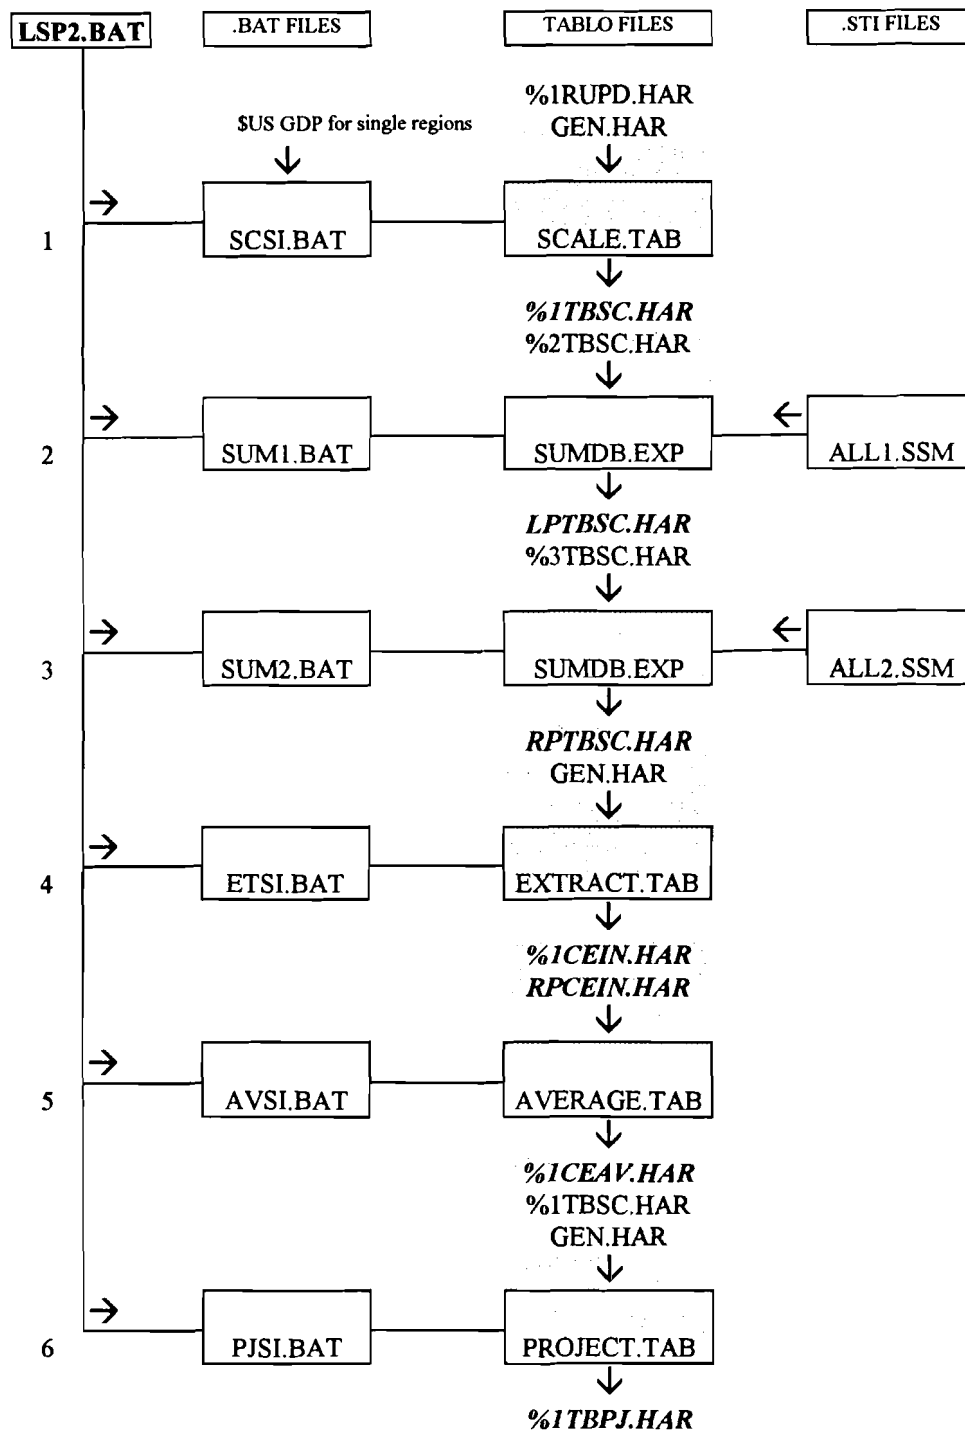 LSP2.BAT .BAT FILES TABLO FILES .STI FILES
%1RUPD.HAR
$US GDP for single regions
GEN.HAR
1 SCSI.BAT SCALE.TAB
%1TBSC.HAR
%2TBSC.HAR
2 SUM1.BAT SUMDB.EXP ALL1.SSM
LPTBSC.HAR
%3TBSC.HAR
3 SUM2.BAT SUMDB.EXP ALL2.SSM
RPTBSC.HAR
GEN.HAR
4 ETSI.BAT EXTRACT.TAB
%1CEIN.HAR
RPCEIN.HAR
5 AVSI.BAT AVERAGE.TAB
%1CEAV.HAR
%1TBSC.HAR
GEN.HAR
6 PJSI.BAT PROJECT.TAB
%1TBPJ.HAR